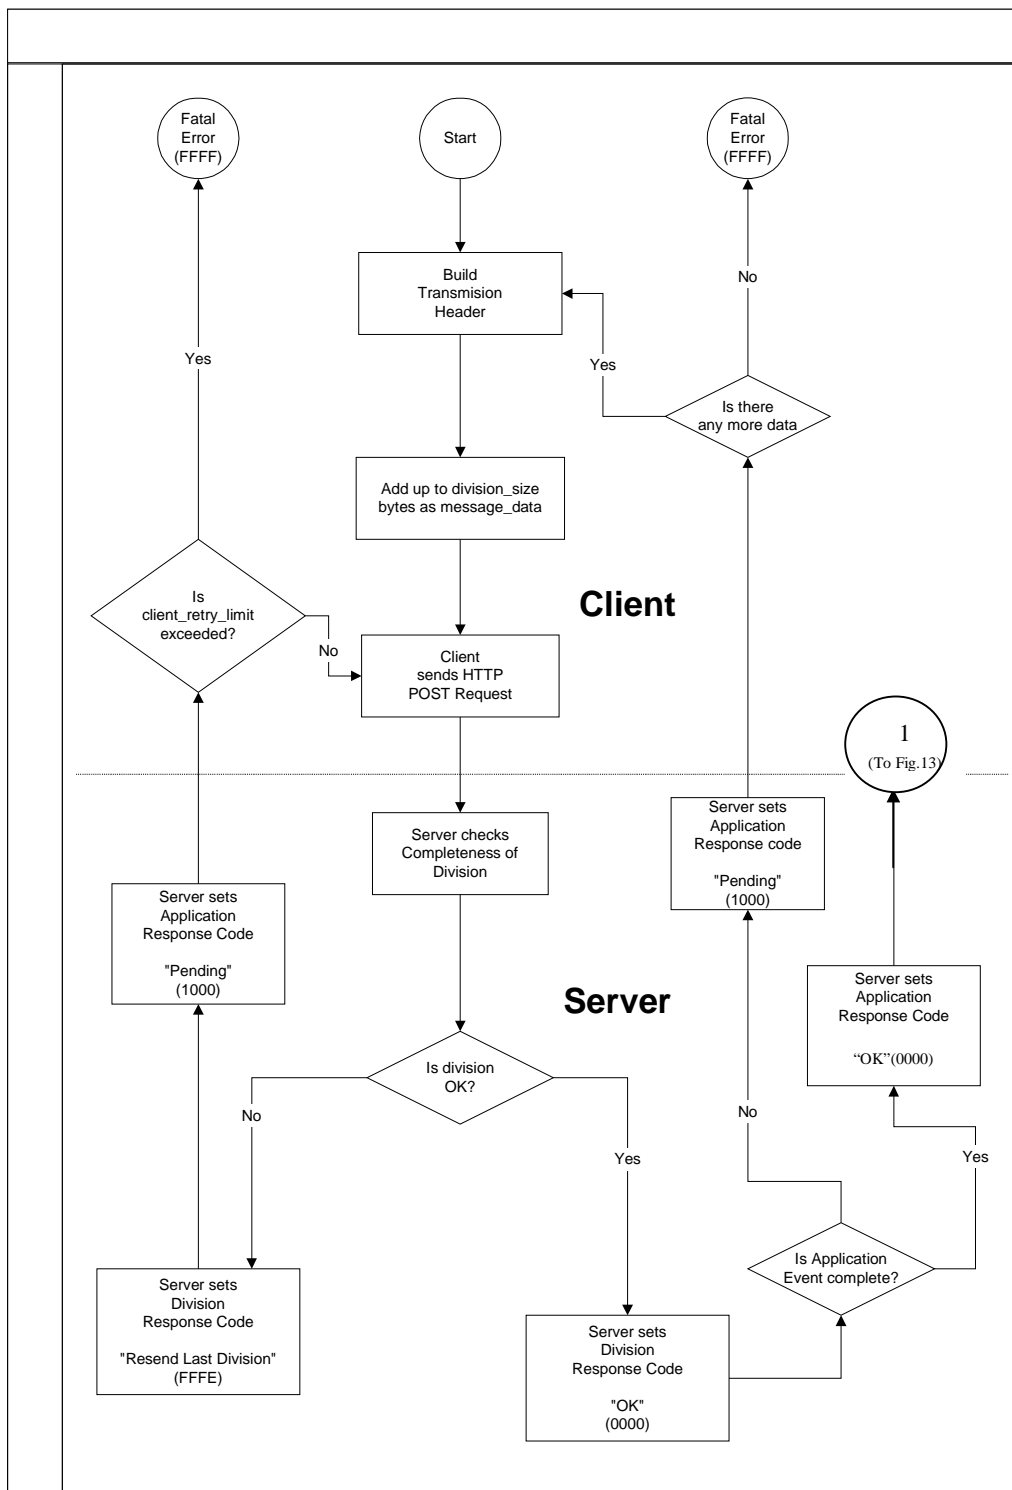 Fatal
Error
(FFFF)
Start
Fatal
Error
(FFFF)
Build
Transmision
Header
No
Yes
Yes
Is there
any more data
Add up to division_size
bytes as message_data
Is
client_retry_limit
exceeded?
Client
No
Client
sends HTTP
POST Request
1
(To Fig.13)
Server checks
Completeness of
Division
Server sets
Application
Response code
"Pending"
(1000)
Server sets
Application
Response Code
"Pending"
(1000)
Server
Server sets
Application
Response Code
“OK”(0000)
Is division
OK?
No
Yes
No
Yes
Is Application
Event complete?
Server sets
Division
Response Code
"Resend Last Division"
(FFFE)
Server sets
Division
Response Code
"OK"
(0000)